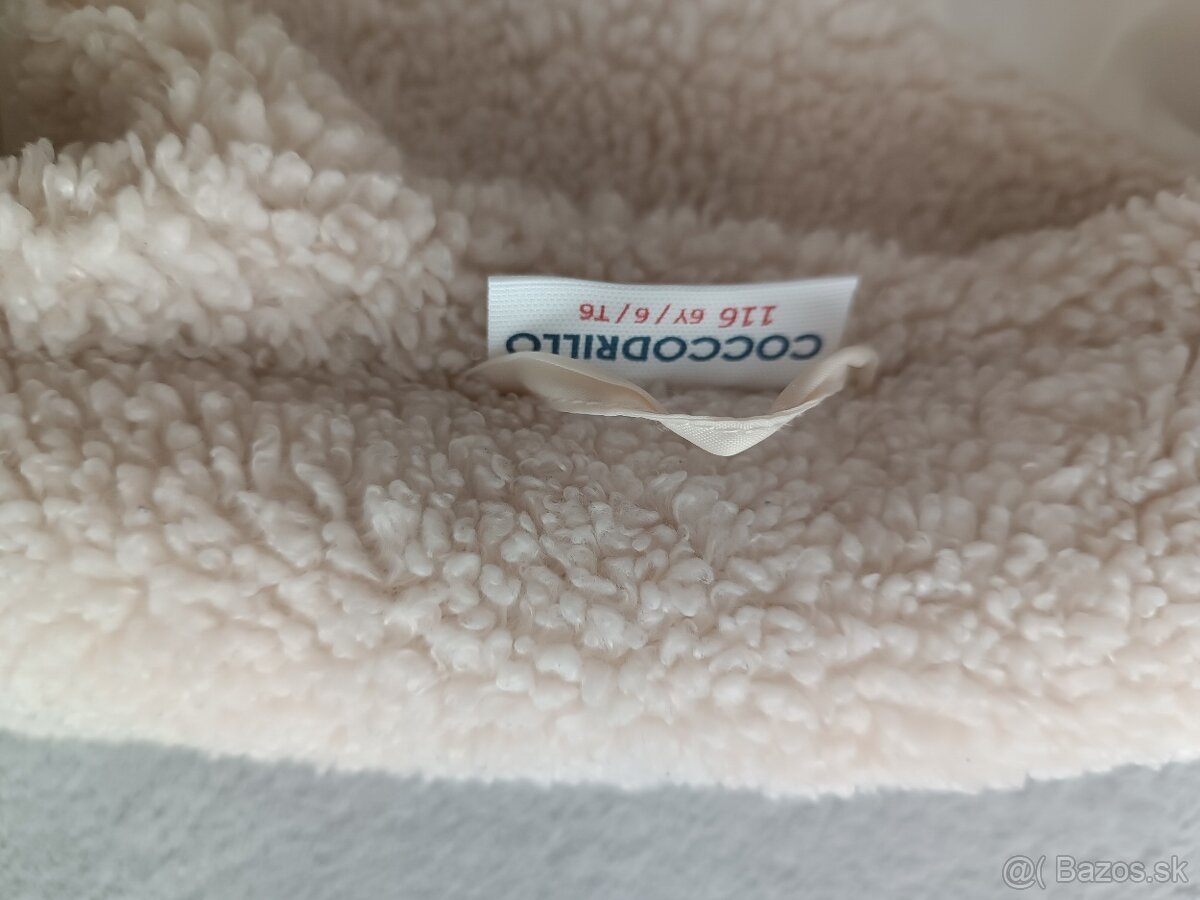 COCCODRILLO
116 6Y/6/T6
@( Bazos.sk